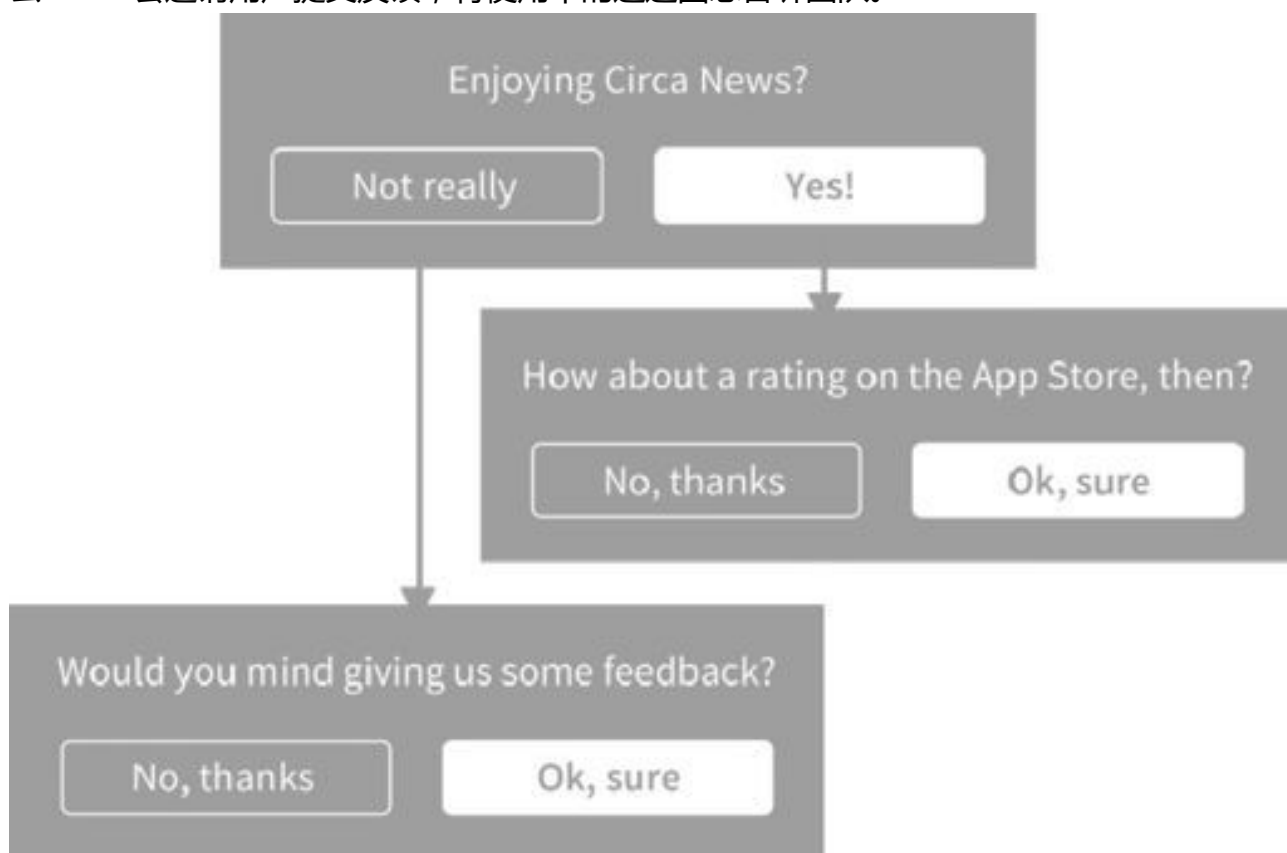 Enjoying Circa News?
Not really
Yes!
How about a rating on the App Store, then?
No, thanks
Ok, sure
Would you mind giving us some feedback?
No, thanks
Ok, sure